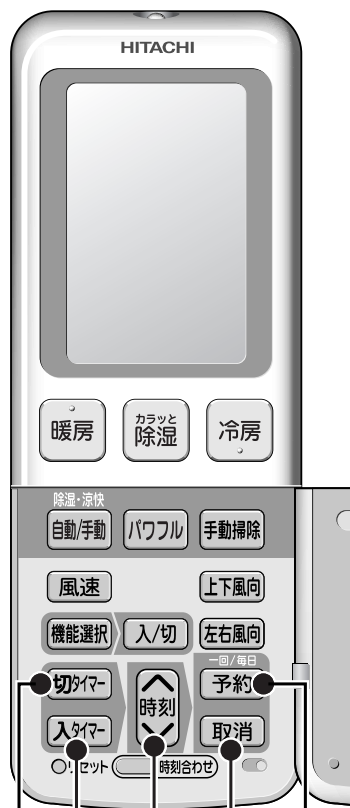 HITACHI
暖房
カラッと
除湿
冷房
除湿・涼快
自動/手動
パワフル
手動掃除
風速
上下風向
機能選択
入/切
左右風向
一回/毎日
切タイマー
時刻
予約
入タイマー
取消
リセット
時刻合わせ